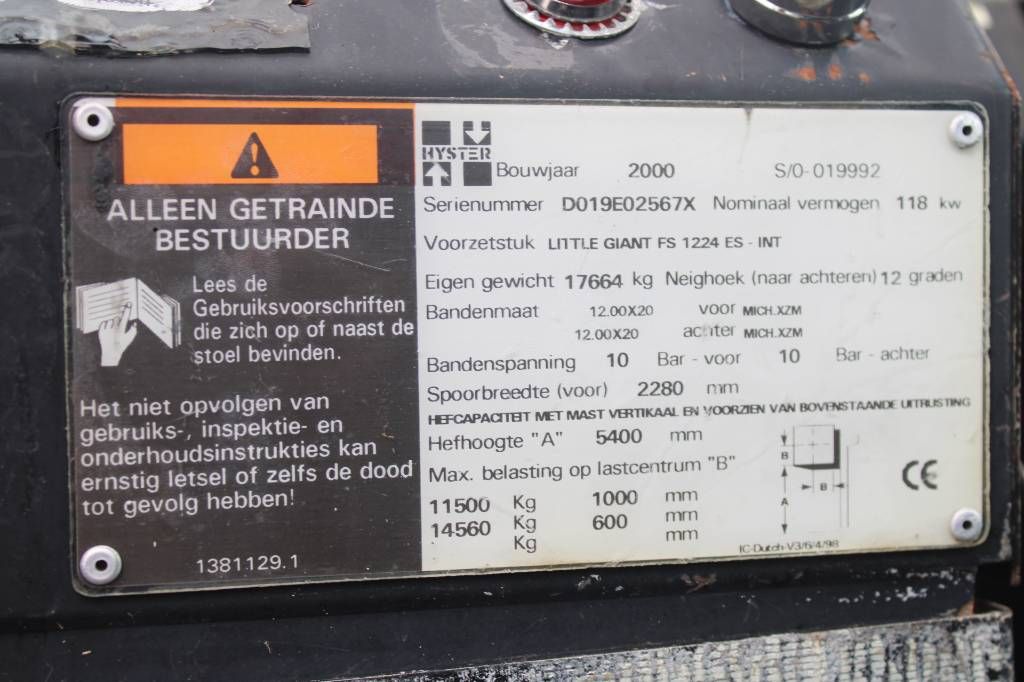 ALLEEN GETRAINDE
BESTUURDER
Lees de
Gebruiksvoorschriften
die zich op of naast de
stoel bevinden.
Het niet opvolgen van
gebruiks-, inspektie- en
onderhoudsinstrukties kan
ernstig letsel of zelfs de dood
tot gevolg hebben!
1381129.1
HYSTER
Bouwjaar 2000 S/0-019992
Serienummer D019E02567X Nominaal vermogen 118 kw
Voorzetstuk LITTLE GIANT FS 1224 ES - INT
Eigen gewicht 17664 kg Neighoek (naar achteren) 12 graden
Bandenmaat 12.00X20 voor MICH.XZM
12.00X20 achter MICH.XZM
Bandenspanning 10 Bar - voor 10 Bar - achter
Spoorbreedte (voor) 2280 mm
HEFCAPACITEIT MET MAST VERTIKAAL EN VOORZIEN VAN BOVENSTAANDE UITRUSTING
Hefhoogte "A" 5400 mm
Max. belasting op lastcentrum "B"
11500 Kg 1000 mm
14560 Kg 600 mm
Kg mm
B
B
A
CE
IC-Dutch-V3/6/4/98